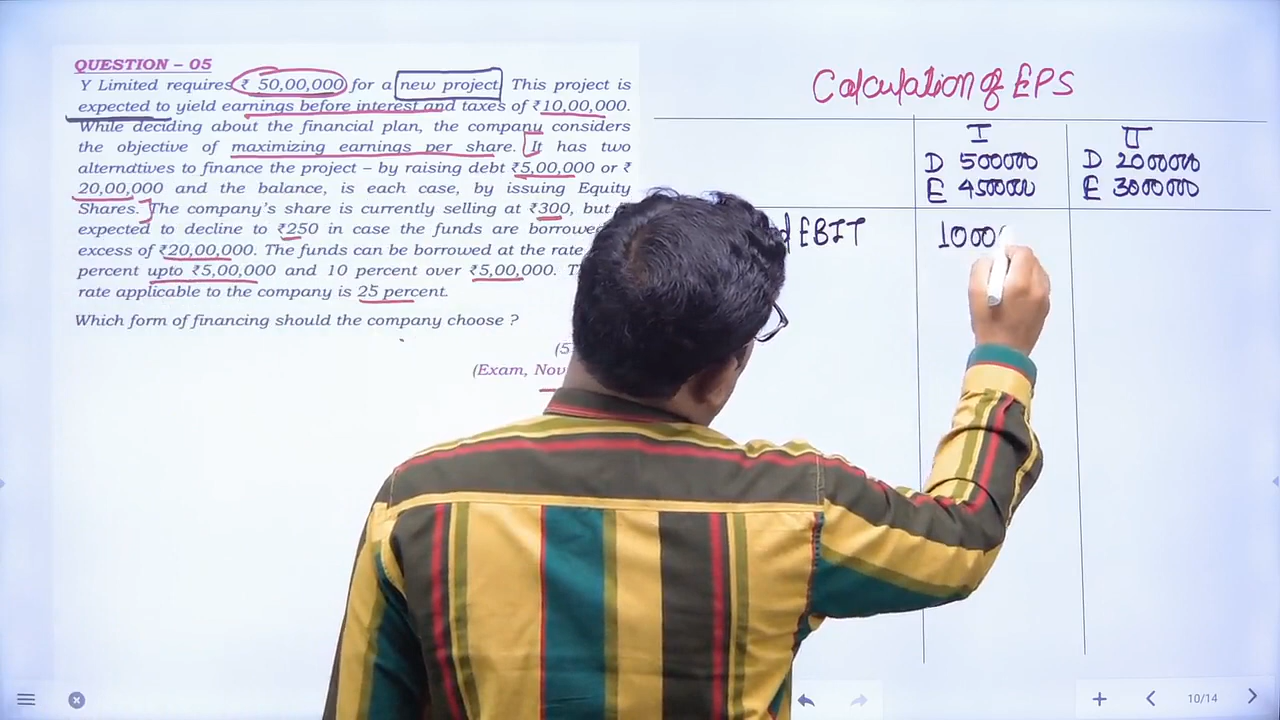 QUESTION – 05
Y Limited requires ₹ 50,00,000 for a new project. This project is
expected to yield earnings before interest and taxes of ₹10,00,000.
While deciding about the financial plan, the company considers
the objective of maximizing earnings per share. It has two
alternatives to finance the project – by raising debt ₹5,00,000 or ₹
20,00,000 and the balance, is each case, by issuing Equity
Shares. The company's share is currently selling at ₹300, but
expected to decline to ₹250 in case the funds are borrowed
excess of ₹20,00,000. The funds can be borrowed at the rate
percent upto ₹5,00,000 and 10 percent over ₹5,00,000.
rate applicable to the company is 25 percent.
Which form of financing should the company choose ?
(Exam, Nov
Calculation of EPS
I II
D 500000 D 2000000
E 4500000 E 3000000
EBIT 1000
10/14